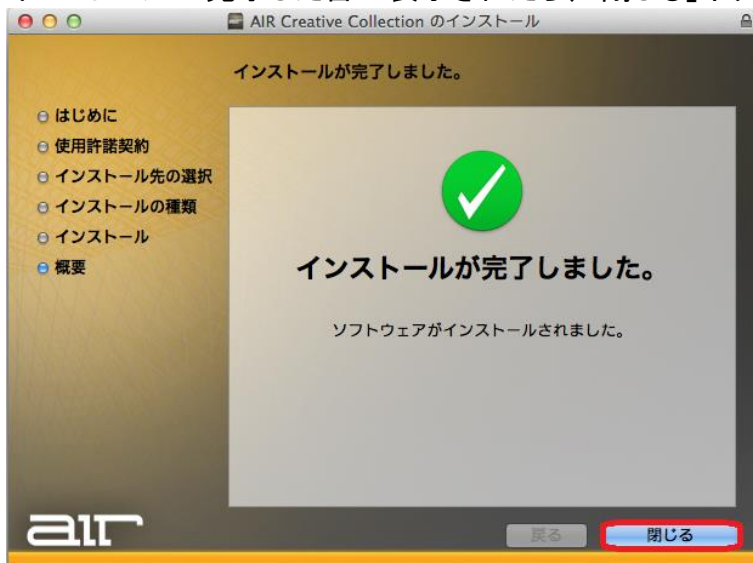 AIR Creative Collection のインストール
インストールが完了しました。
はじめに
使用許諾契約
インストール先の選択
インストールの種類
インストール
概要
インストールが完了しました。
ソフトウェアがインストールされました。
air
戻る
閉じる